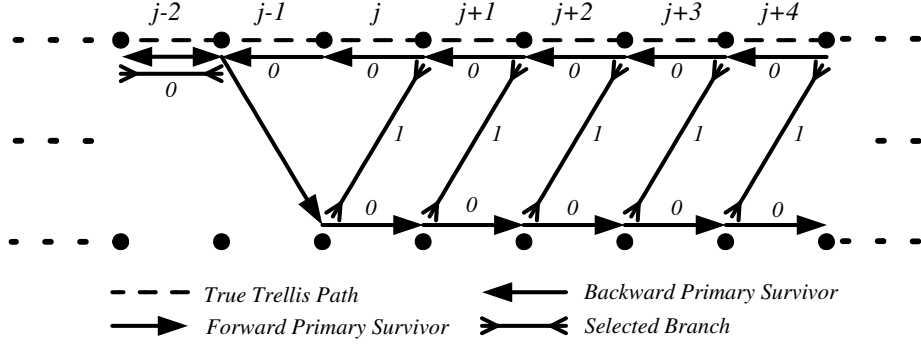 j-2 j-1 j j+1 j+2 j+3 j+4
0 0 0 0 0 0 0
1 1 1 1 1
0 0 0 0 0
True Trellis Path Backward Primary Survivor
Forward Primary Survivor Selected Branch